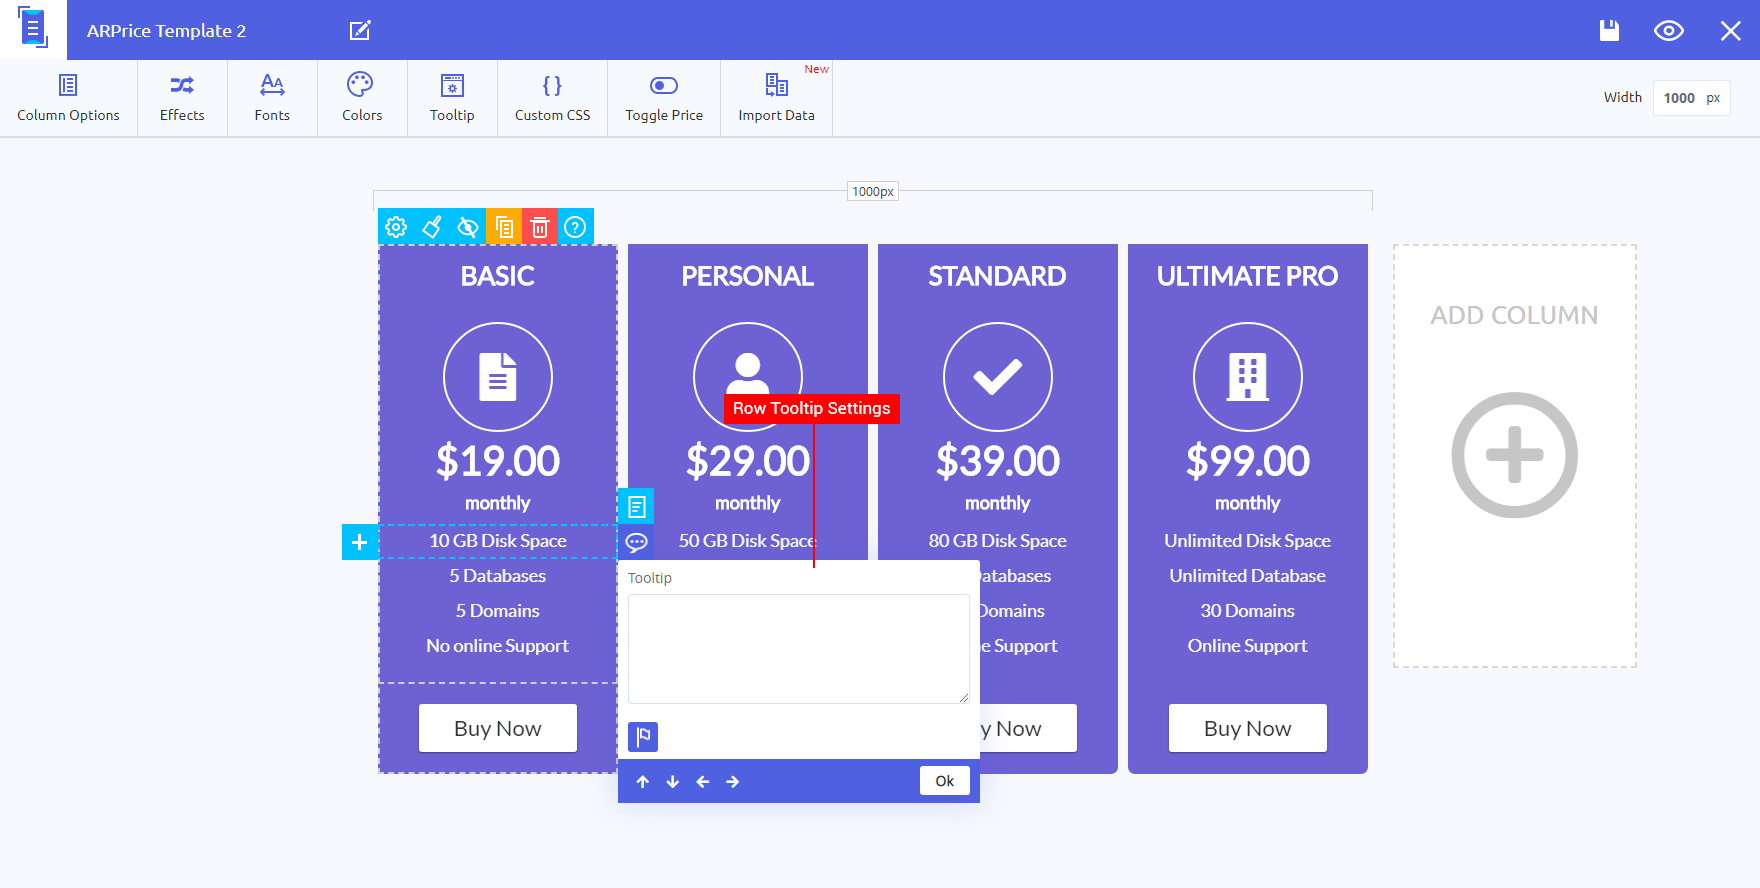 ARPrice Template 2
New
Column Options
Effects
Fonts
Colors
Tooltip
Custom CSS
Toggle Price
Import Data
Width 1000 px
1000px
BASIC
$19.00
monthly
10 GB Disk Space
5 Databases
5 Domains
No online Support
Buy Now
PERSONAL
Row Tooltip Settings
$29.00
monthly
50 GB Disk Space
Tooltip
Ok
STANDARD
$39.00
monthly
80 GB Disk Space
atabases
Domains
e Support
y Now
ULTIMATE PRO
$99.00
monthly
Unlimited Disk Space
Unlimited Database
30 Domains
Online Support
Buy Now
ADD COLUMN